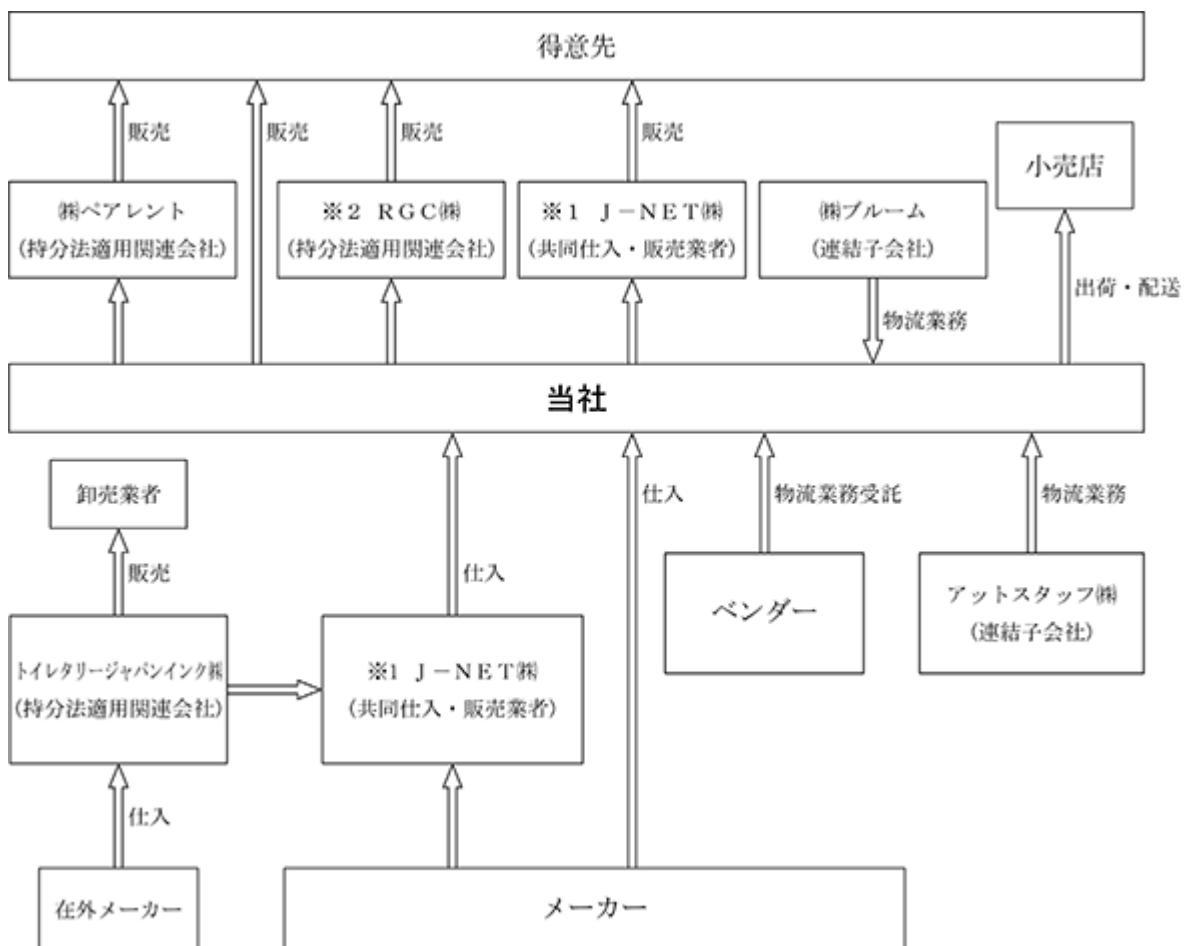 得意先
販売
販売
販売
販売
小売店
㈱ペアレント
(持分法適用関連会社)
※2 RGC㈱
(持分法適用関連会社)
※1 J-NET㈱
(共同仕入・販売業者)
㈱ブルーム
(連結子会社)
出荷・配送
物流業務
当社
卸売業者
仕入
物流業務受託
物流業務
販売
仕入
ベンダー
アットスタッフ㈱
(連結子会社)
トイレタリージャパンインク㈱
(持分法適用関連会社)
※1 J-NET㈱
(共同仕入・販売業者)
仕入
在外メーカー
メーカー